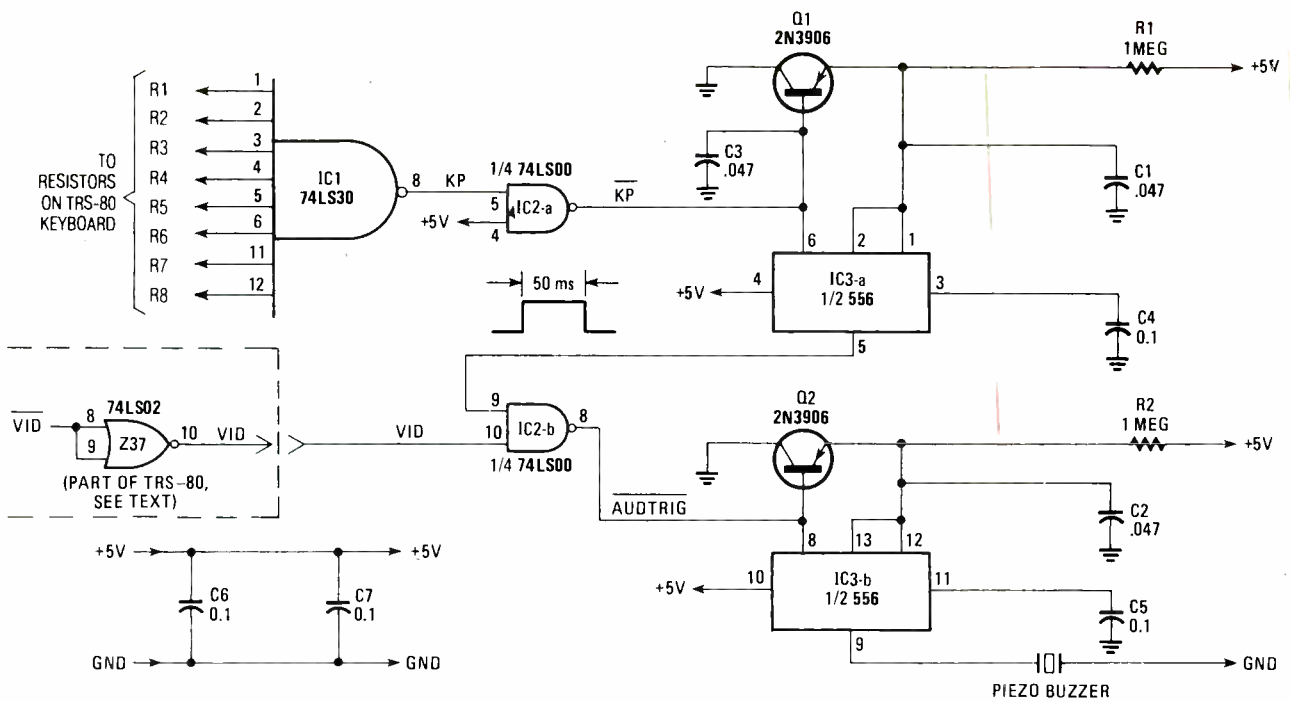 Q1
2N3906
R1
1 MEG
+5V
TO
RESISTORS
ON TRS-80
KEYBOARD
R1
R2
R3
R4
R5
R6
R7
R8
1
2
3
4
5
6
11
12
IC1
74LS30
8
KP
1/4 74LS00
5
IC2-a
4
+5V
KP
C3
.047
C1
.047
6
2
1
4
+5V
IC3-a
1/2 556
3
5
C4
0.1
50 ms
VID
74LS02
8
9
Z37
10
VID
(PART OF TRS-80,
SEE TEXT)
VID
9
10
IC2-b
8
1/4 74LS00
AUDTRIG
Q2
2N3906
R2
1 MEG
+5V
C2
.047
8
13
12
10
+5V
IC3-b
1/2 556
11
9
C5
0.1
+5V
+5V
C6
0.1
C7
0.1
GND
GND
PIEZO BUZZER
GND